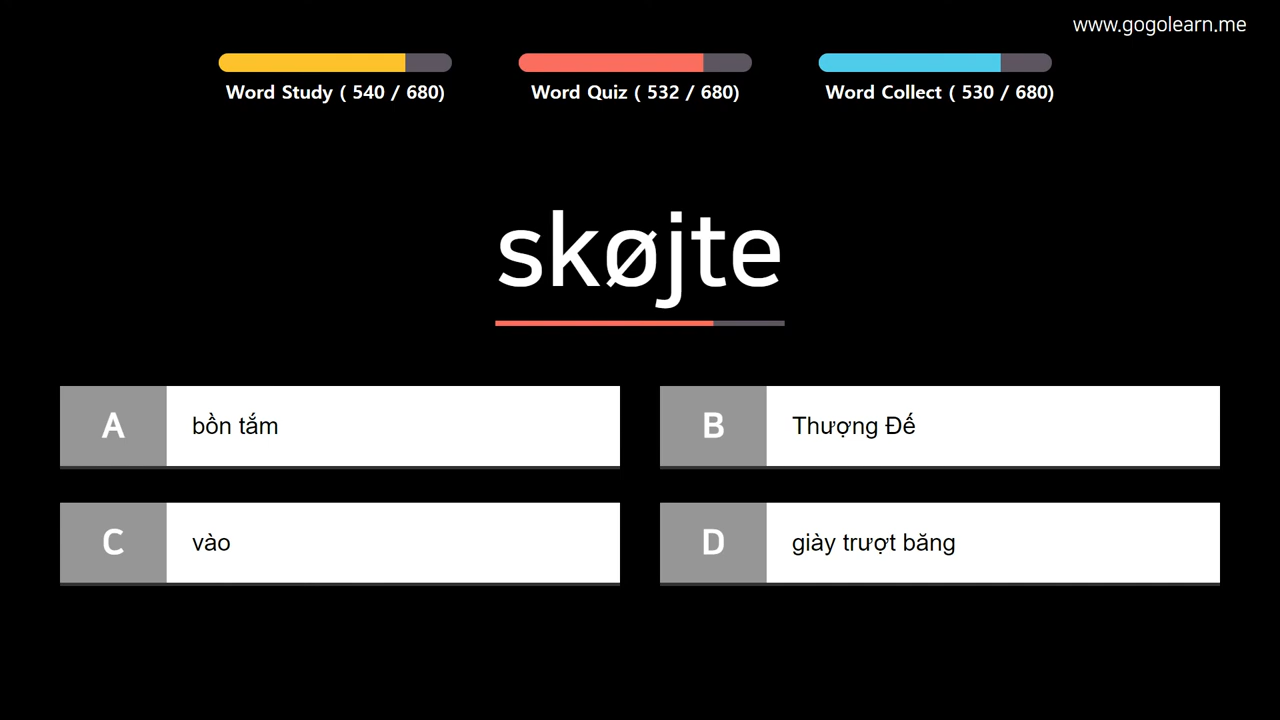 www.gogolearn.me
Word Study ( 540 / 680)
Word Quiz ( 532 / 680)
Word Collect ( 530 / 680)
skøjte
A bồn tắm
B Thượng Đế
C vào
D giày trượt băng